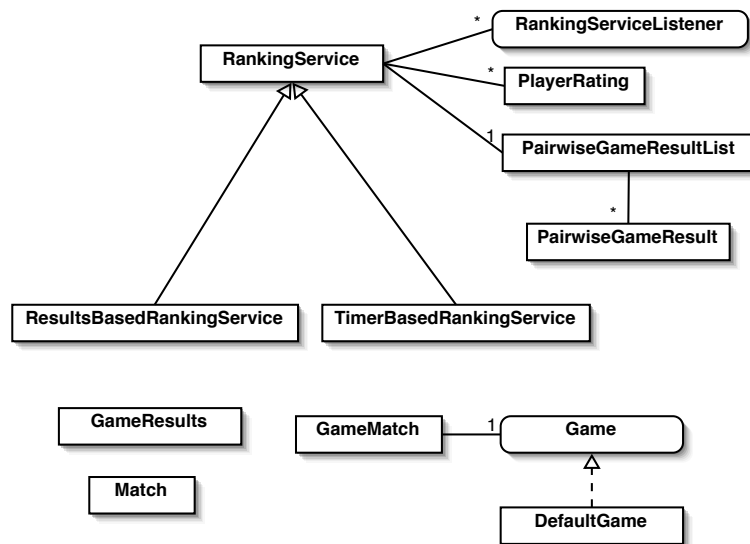 *
RankingServiceListener
RankingService
*
PlayerRating
1
PairwiseGameResultList
*
PairwiseGameResult
ResultsBasedRankingService
TimerBasedRankingService
GameResults
GameMatch
1
Game
Match
DefaultGame